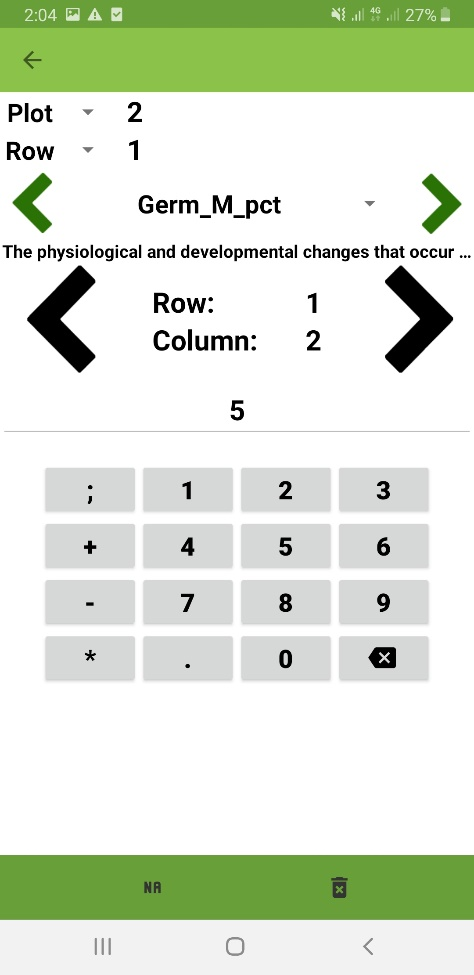 2:04 4G 27%
Plot 2
Row 1
Germ_M_pct
The physiological and developmental changes that occur ...
Row: 1
Column: 2
5
; 1 2 3
+ 4 5 6
- 7 8 9
* . 0
NA